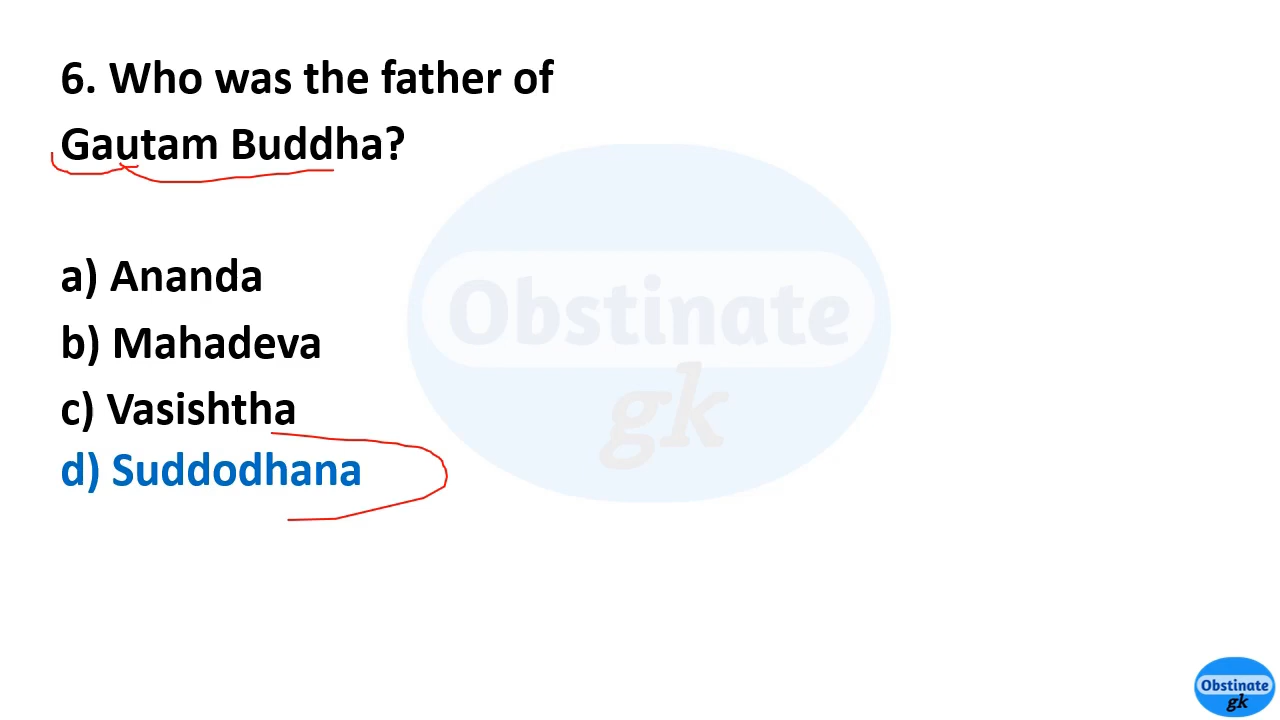 6. Who was the father of
Gautam Buddha?
a) Ananda
b) Mahadeva
c) Vasishtha
d) Suddodhana
Obstinate
gk
Obstinate
gk